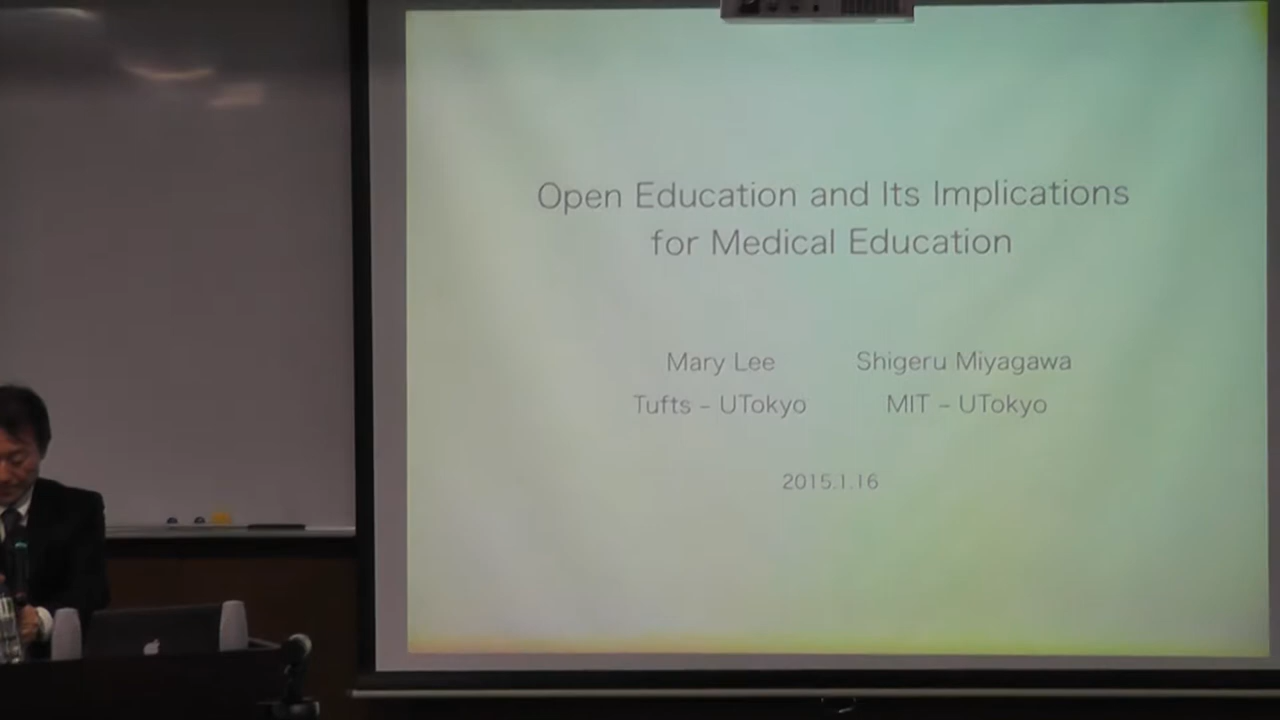 Open Education and Its Implications
for Medical Education
Mary Lee
Shigeru Miyagawa
Tufts – UTokyo
MIT – UTokyo
2015.1.16